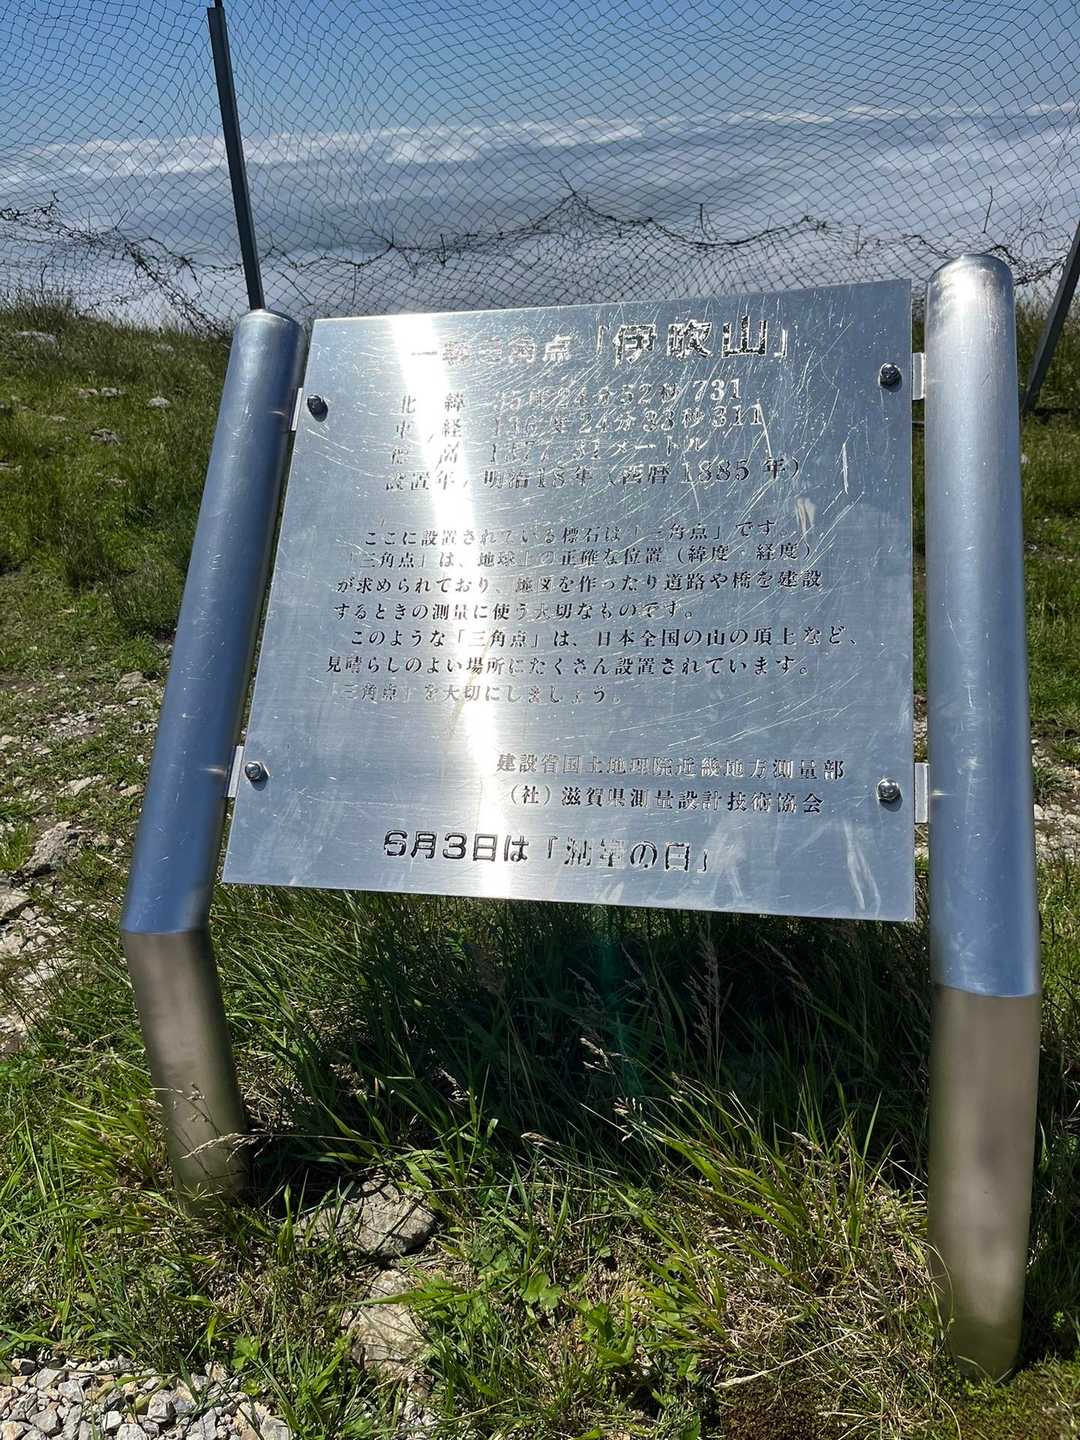 一等三角点「伊吹山」
北 緯 35度24分52秒 731
東 経 136度24分38秒311
標 高 1377.31メートル
設置年／明治18年（西暦1885年）
ここに設置されている標石は「三角点」です。
「三角点」は、地球上の正確な位置（緯度・経度）
が求められており、地図を作ったり道路や橋を建設
するときの測量に使う大切なものです。
このような「三角点」は、日本全国の山の頂上など、
見晴らしのよい場所にたくさん設置されています。
「三角点」を大切にしましょう。
建設省国土地理院近畿地方測量部
（社）滋賀県測量設計技術協会
6月3日は「測量の日」